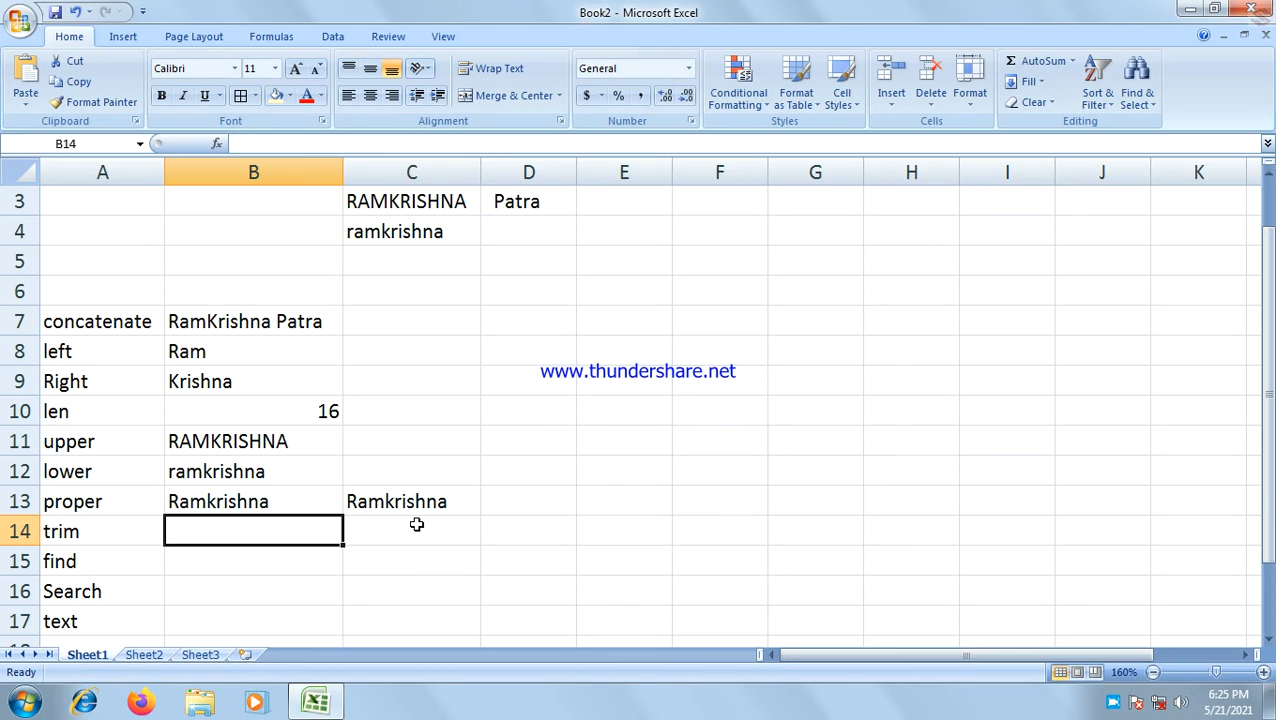 Book2 - Microsoft Excel
Home Insert Page Layout Formulas Data Review View
Paste Cut Copy Format Painter
Calibri 11 A A
B I U A
Wrap Text
Merge & Center
General
$ % ,
Conditional Formatting Format as Table Cell Styles
Insert Delete Format
Σ AutoSum Fill Clear
Sort & Filter Find & Select
Clipboard Font Alignment Number Styles Cells Editing
B14 fx
A B C D E F G H I J K
3 RAMKRISHNA Patra
4 ramkrishna
5
6
7 concatenate RamKrishna Patra
8 left Ram
www.thundershare.net
9 Right Krishna
10 len 16
11 upper RAMKRISHNA
12 lower ramkrishna
13 proper Ramkrishna Ramkrishna
14 trim
15 find
16 Search
17 text
Sheet1 Sheet2 Sheet3
Ready 160%
6:25 PM
5/21/2021